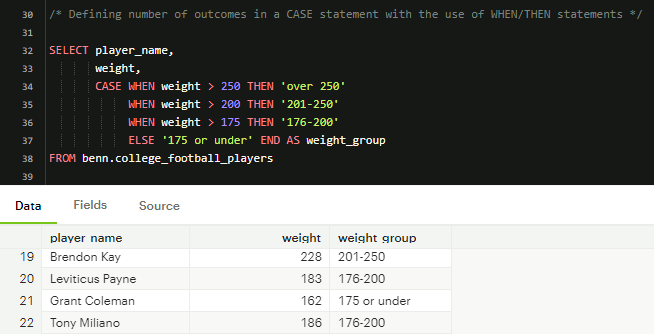 30 /* Defining number of outcomes in a CASE statement with the use of WHEN/THEN statements */
31
32 SELECT player_name,
33 weight,
34 CASE WHEN weight > 250 THEN 'over 250'
35 WHEN weight > 200 THEN '201-250'
36 WHEN weight > 175 THEN '176-200'
37 ELSE '175 or under' END AS weight_group
38 FROM benn.college_football_players
39
Data Fields Source
player_name weight weight_group
19 Brendon Kay 228 201-250
20 Leviticus Payne 183 176-200
21 Grant Coleman 162 175 or under
22 Tony Miliano 186 176-200